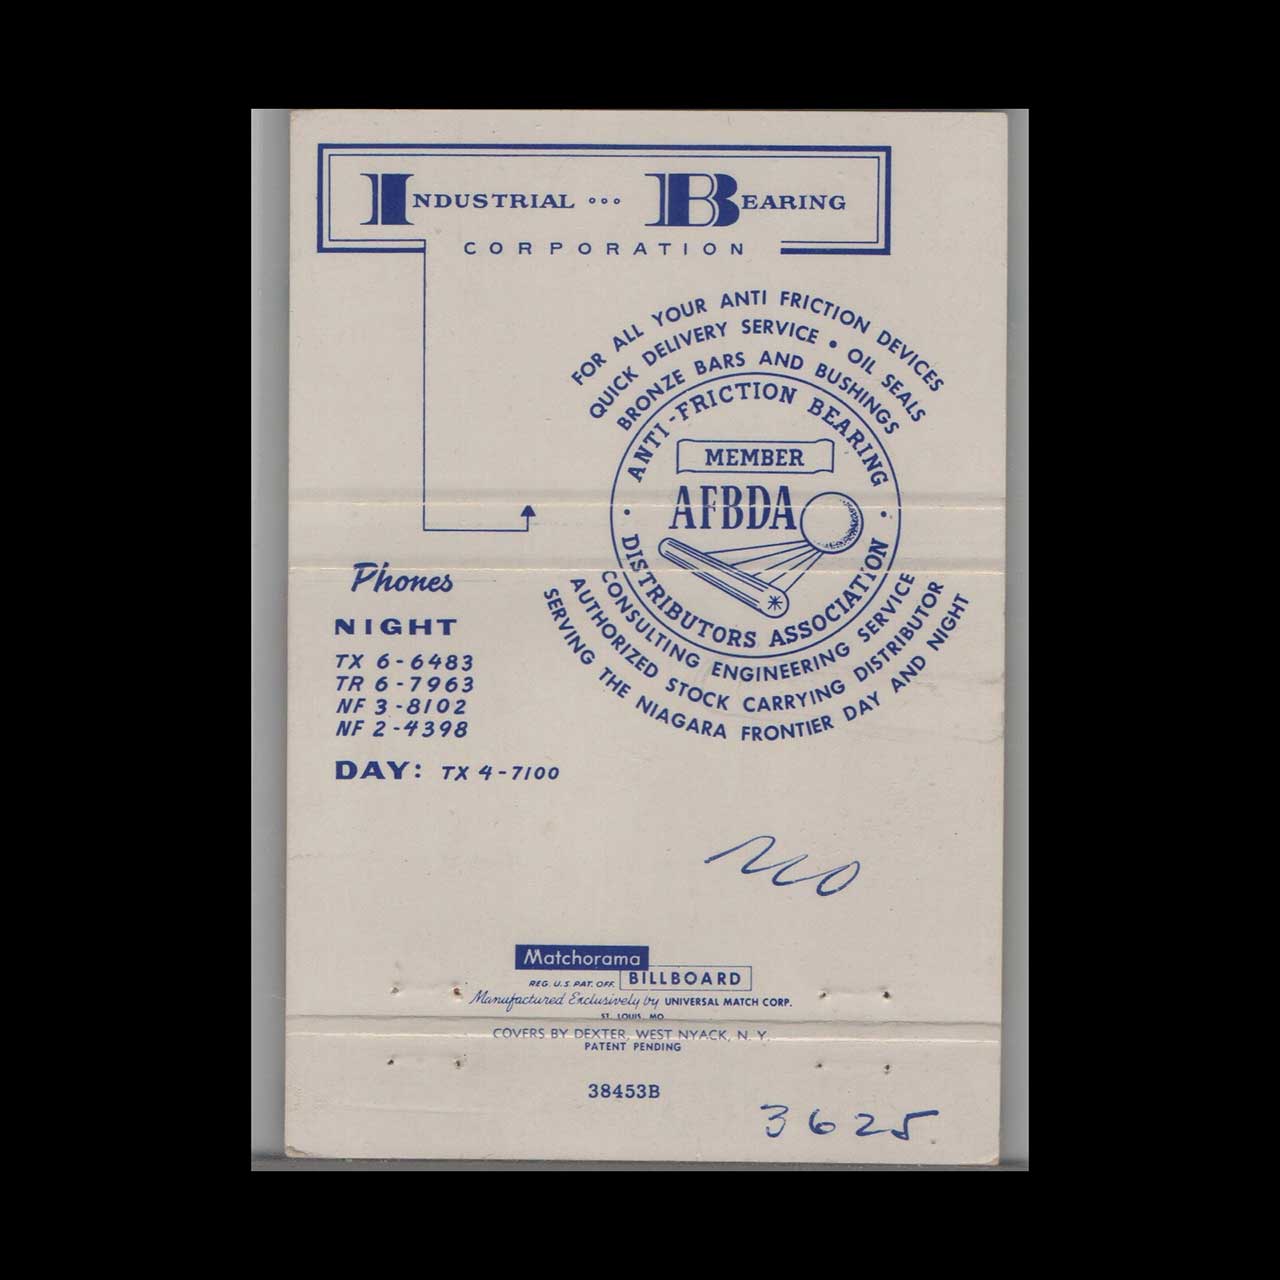 INDUSTRIAL ••• BEARING
CORPORATION
FOR ALL YOUR ANTI FRICTION DEVICES
QUICK DELIVERY SERVICE • OIL SEALS
BRONZE BARS AND BUSHINGS
ANTI-FRICTION BEARING
MEMBER
AFBDA
• DISTRIBUTORS ASSOCIATION •
CONSULTING ENGINEERING SERVICE
AUTHORIZED STOCK CARRYING DISTRIBUTOR
SERVING THE NIAGARA FRONTIER DAY AND NIGHT
Phones
NIGHT
TX 6-6483
TR 6-7963
NF 3-8102
NF 2-4398
DAY: TX 4-7100
Matchorama
BILLBOARD
REG. U.S. PAT. OFF.
Manufactured Exclusively by UNIVERSAL MATCH CORP.
ST. LOUIS, MO
COVERS BY DEXTER, WEST NYACK, N. Y.
PATENT PENDING
38453B
3625